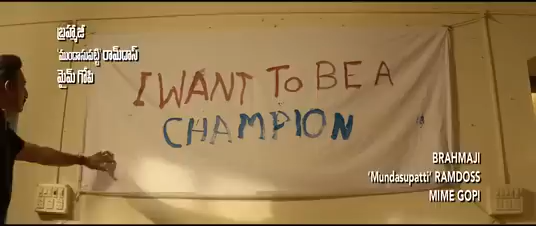 బ్రహ్మాజీ
'ముండాసుపట్టి' రామ్‌దాస్
మైమ్ గోపి
I WANT TO BE A
CHAMPION
BRAHMAJI
'Mundasupatti' RAMDOSS
MIME GOPI